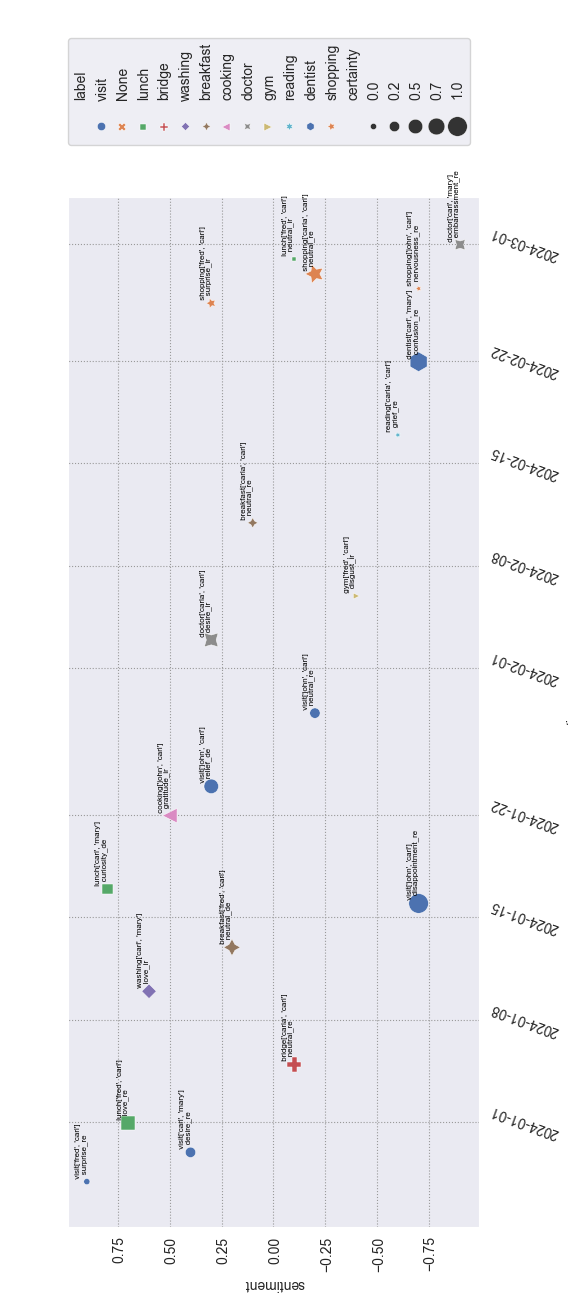 label
visit
None
lunch
bridge
washing
breakfast
cooking
doctor
gym
reading
dentist
shopping
certainty
0.0
0.2
0.5
0.7
1.0
visit['fred', 'carl']
surprise_re
visit['carl', 'mary']
desire_re
lunch['fred', 'carl']
love_re
bridge['carla', 'carl']
neutral_re
washing['carl', 'mary']
love_ir
breakfast['fred', 'carl']
neutral_de
visit['john', 'carl']
disappointment_re
lunch['carl', 'mary']
curiosity_de
cooking['john', 'carl']
gratitude_ir
visit['john', 'carl']
relief_de
visit['john', 'carl']
neutral_re
doctor['carla', 'carl']
desire_ir
gym['fred', 'carl']
disgust_ir
breakfast['carla', 'carl']
neutral_re
reading['carla', 'carl']
grief_re
dentist['carl', 'mary']
confusion_re
shopping['john', 'carl']
nervousness_re
shopping['fred', 'carl']
surprise_ir
shopping['carla', 'carl']
neutral_re
lunch['fred', 'carl']
neutral_ir
doctor['carl', 'mary']
embarrassment_re
0.75
0.50
0.25
0.00
−0.25
−0.50
−0.75
sentiment
2024-01-01
2024-01-08
2024-01-15
2024-01-22
2024-02-01
2024-02-08
2024-02-15
2024-02-22
2024-03-01